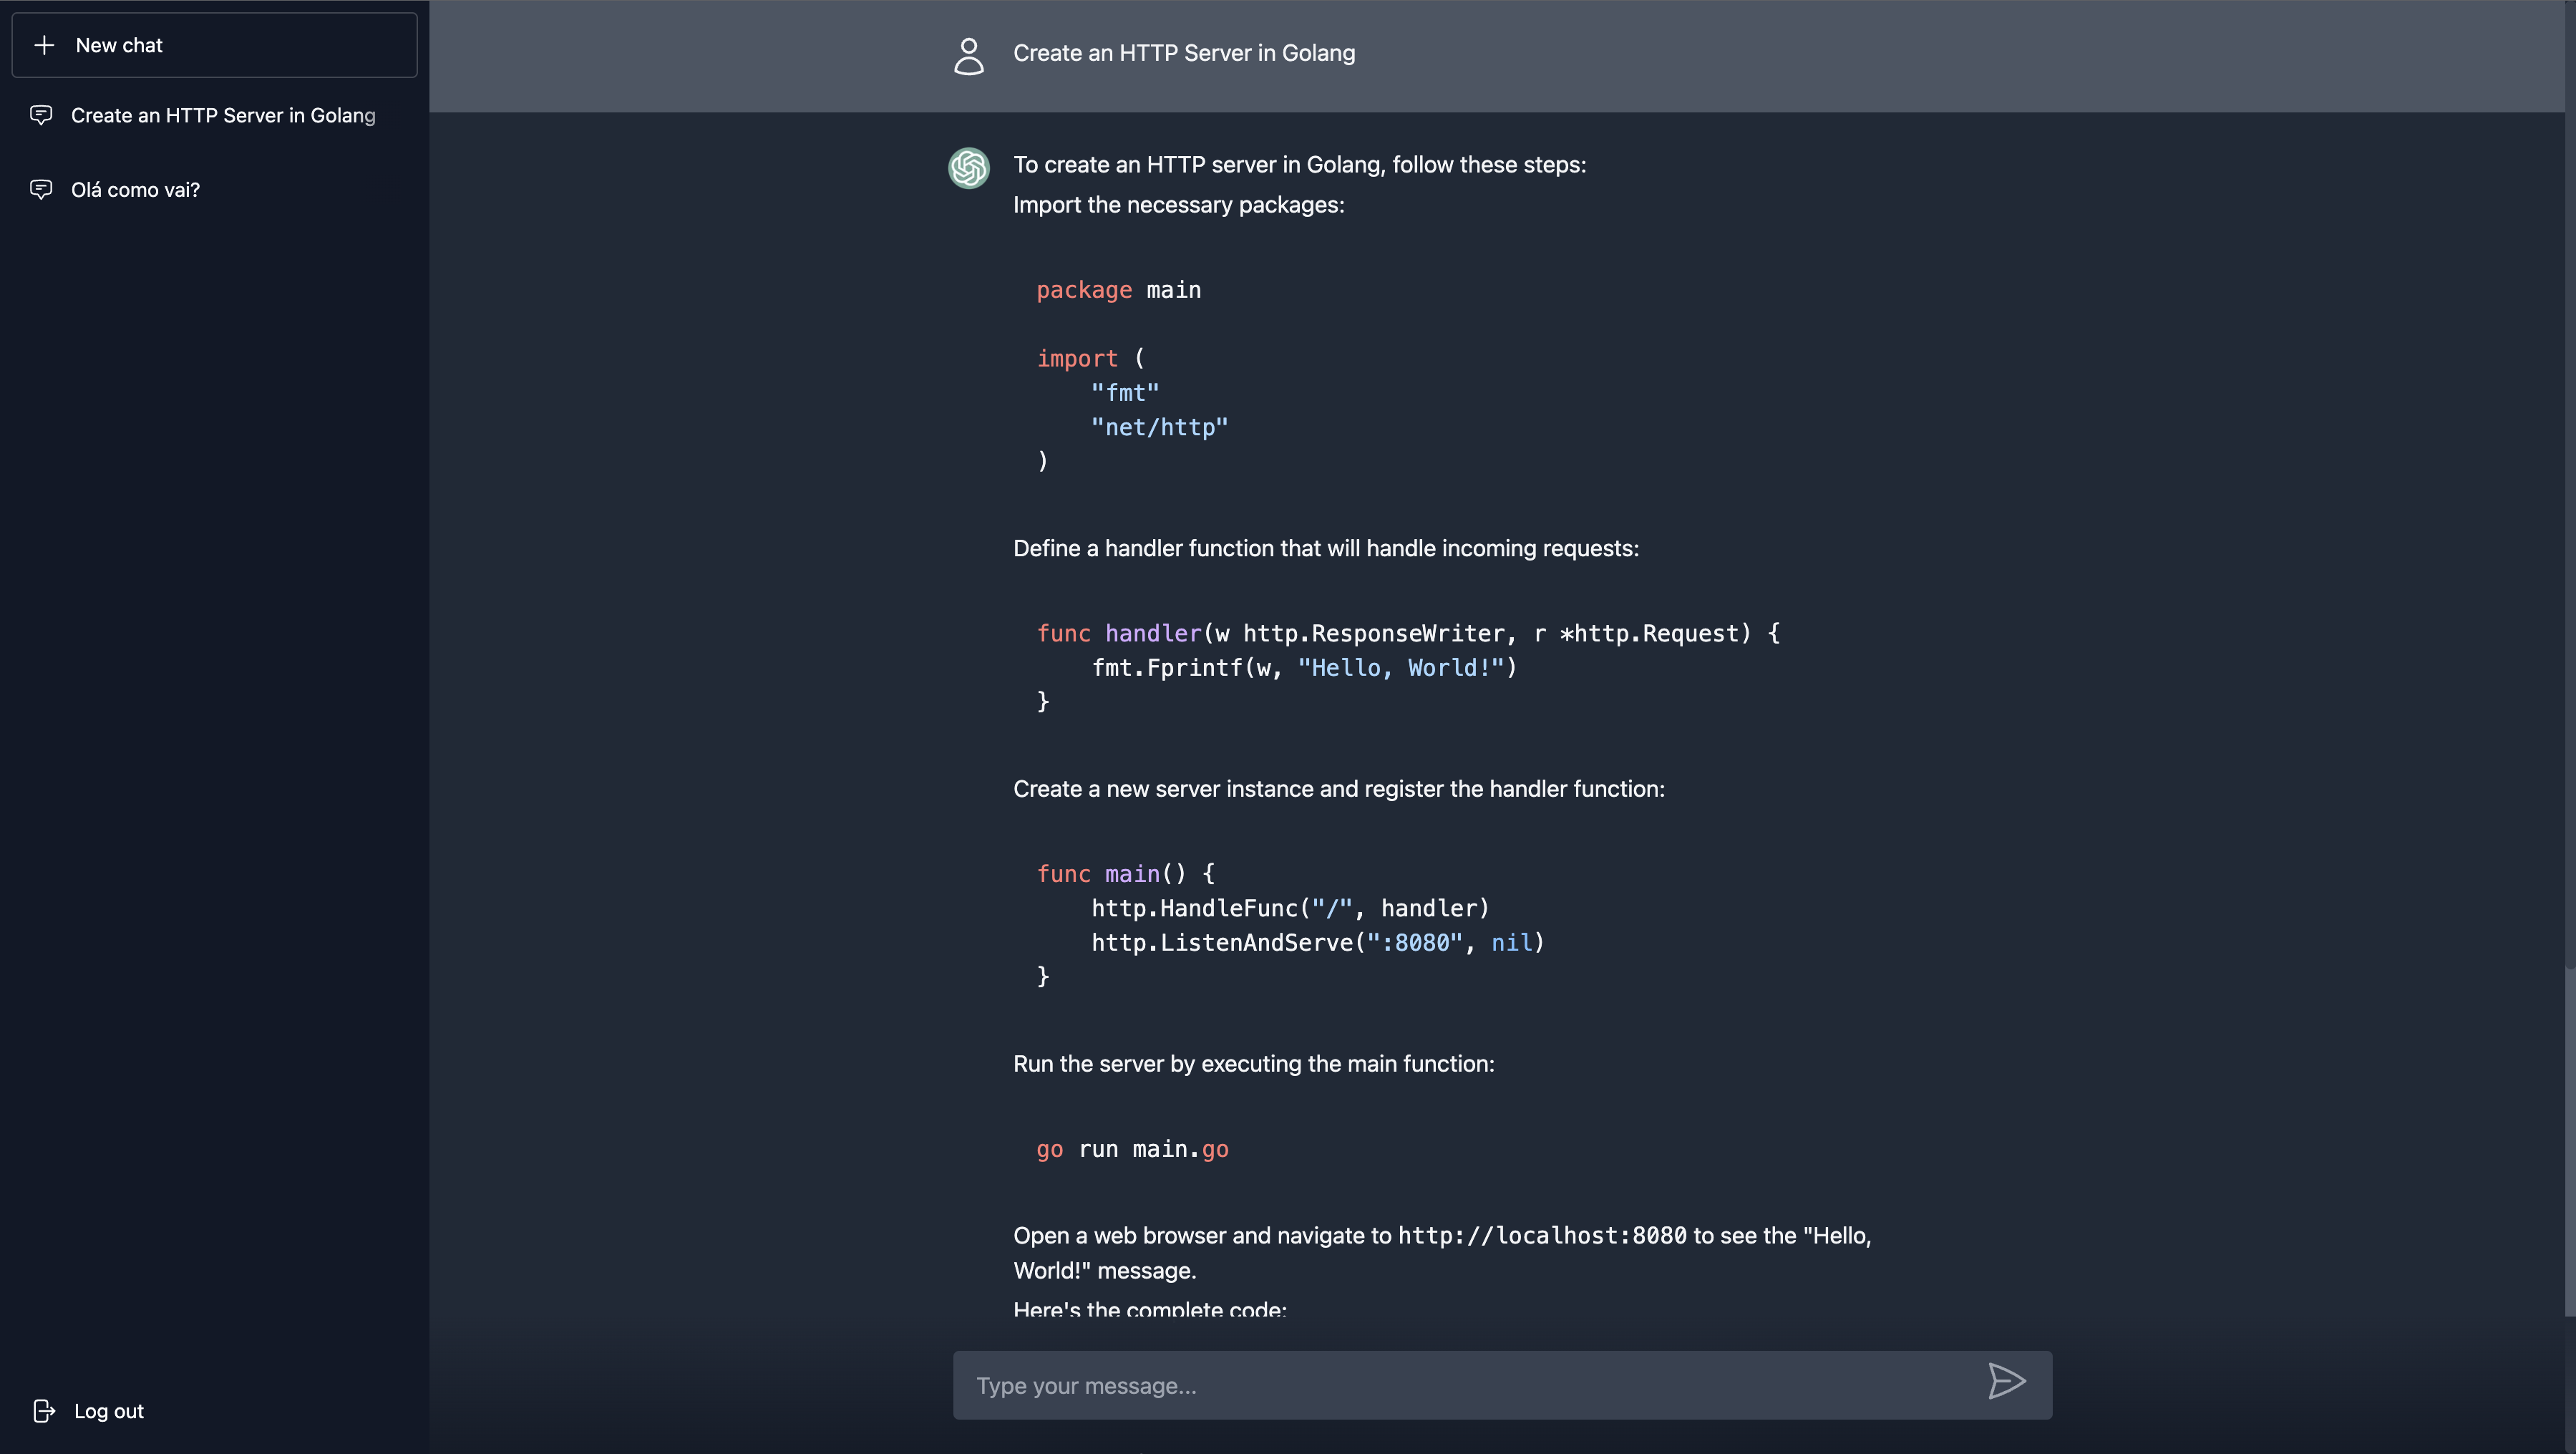 New chat
Create an HTTP Server in Golang
Olá como vai?
Log out
Create an HTTP Server in Golang
To create an HTTP server in Golang, follow these steps:
Import the necessary packages:
package main
import (
    "fmt"
    "net/http"
)
Define a handler function that will handle incoming requests:
func handler(w http.ResponseWriter, r *http.Request) {
    fmt.Fprintf(w, "Hello, World!")
}
Create a new server instance and register the handler function:
func main() {
    http.HandleFunc("/", handler)
    http.ListenAndServe(":8080", nil)
}
Run the server by executing the main function:
go run main.go
Open a web browser and navigate to http://localhost:8080 to see the "Hello,
World!" message.
Here's the complete code:
Type your message...